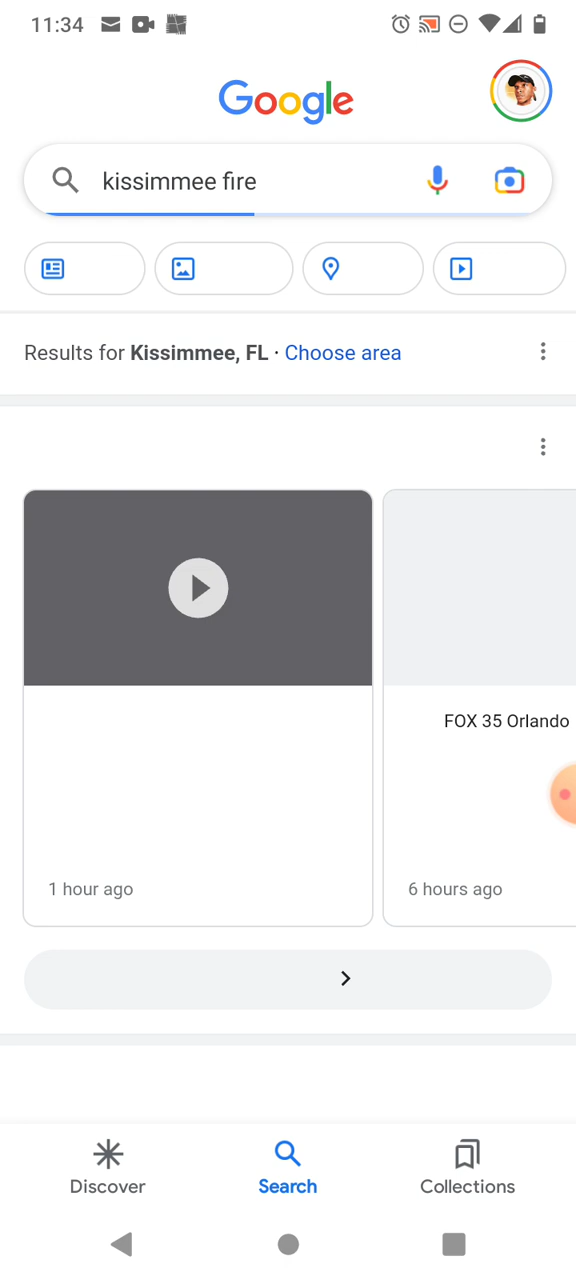 11:34
Google
kissimmee fire
Results for Kissimmee, FL · Choose area
FOX 35 Orlando
1 hour ago
6 hours ago
Discover
Search
Collections